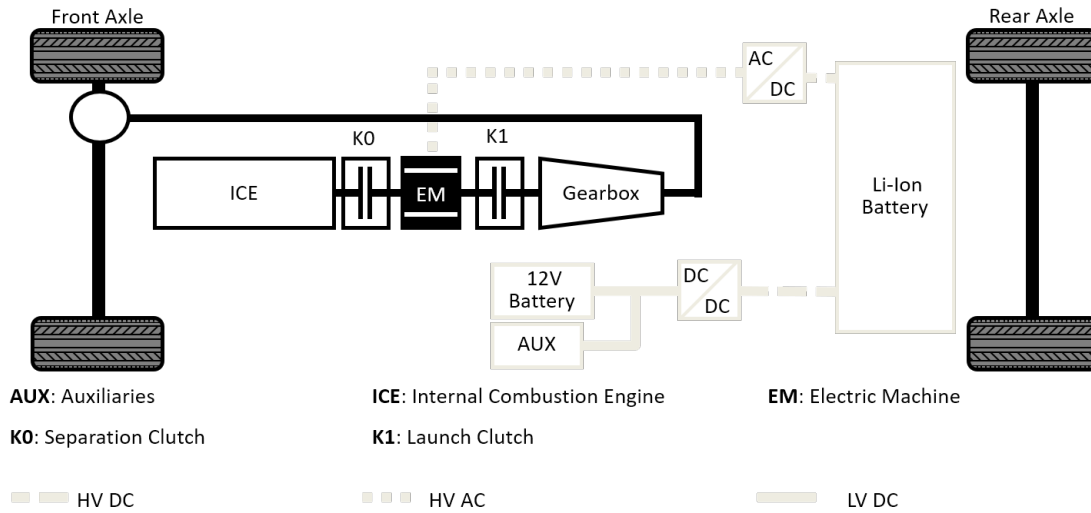 Front Axle
Rear Axle
AC
DC
K0
K1
ICE
EM
Gearbox
Li-Ion
Battery
12V
Battery
DC
DC
AUX
AUX: Auxiliaries
ICE: Internal Combustion Engine
EM: Electric Machine
K0: Separation Clutch
K1: Launch Clutch
HV DC
HV AC
LV DC